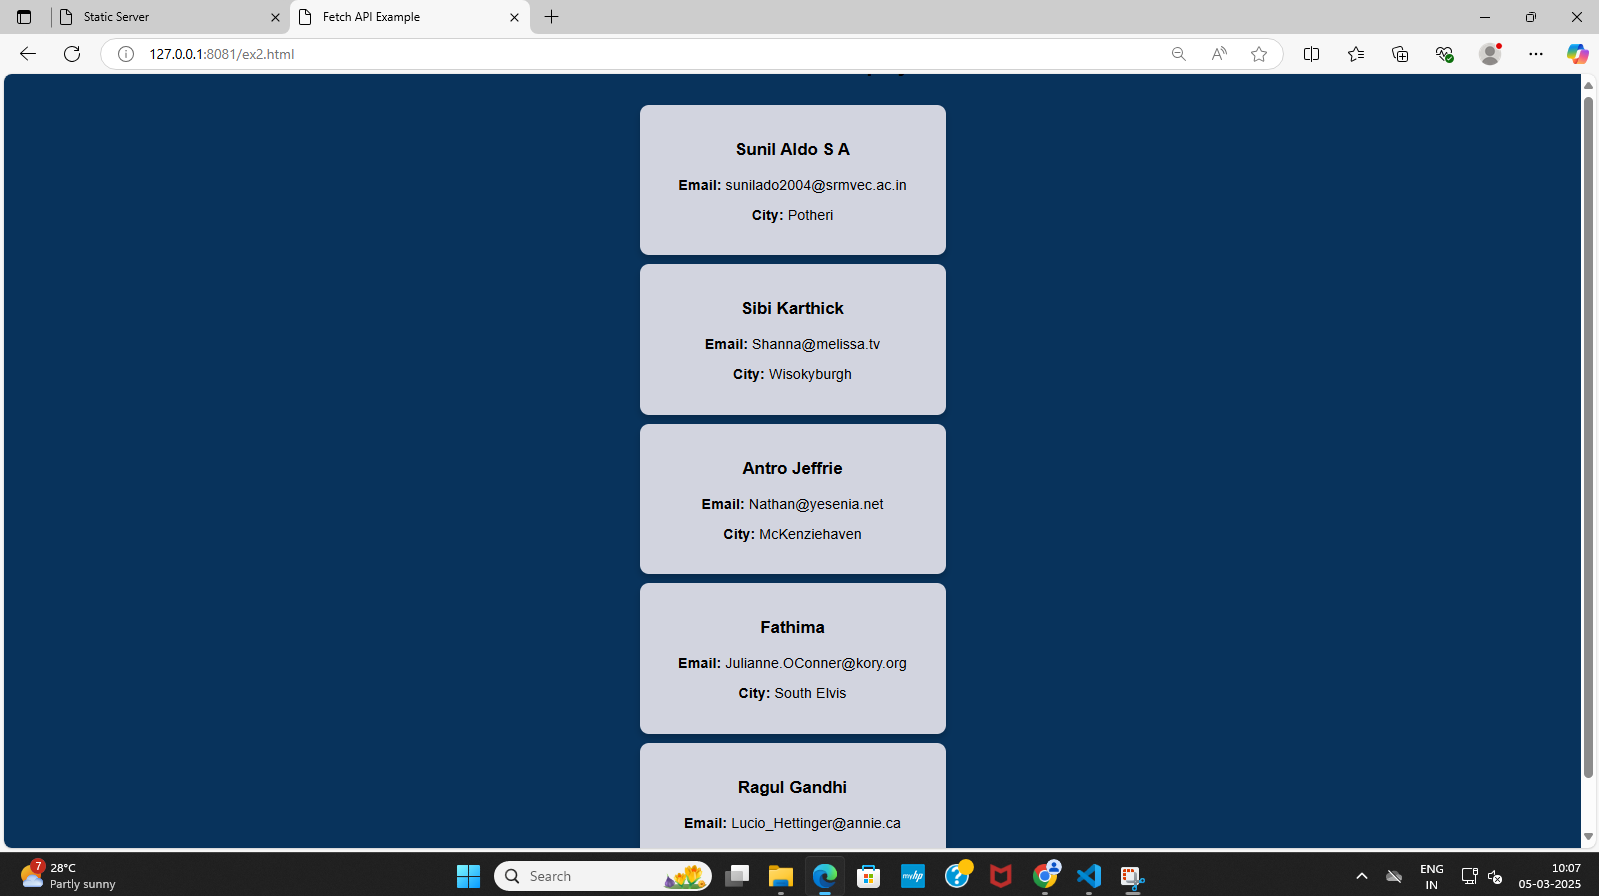 Static Server
Fetch API Example
127.0.0.1:8081/ex2.html
Sunil Aldo S A
Email: sunilado2004@srmvec.ac.in
City: Potheri
Sibi Karthick
Email: Shanna@melissa.tv
City: Wisokyburgh
Antro Jeffrie
Email: Nathan@yesenia.net
City: McKenziehaven
Fathima
Email: Julianne.OConner@kory.org
City: South Elvis
Ragul Gandhi
Email: Lucio_Hettinger@annie.ca
7
28°C
Partly sunny
Search
myhp
ENG
IN
10:07
05-03-2025